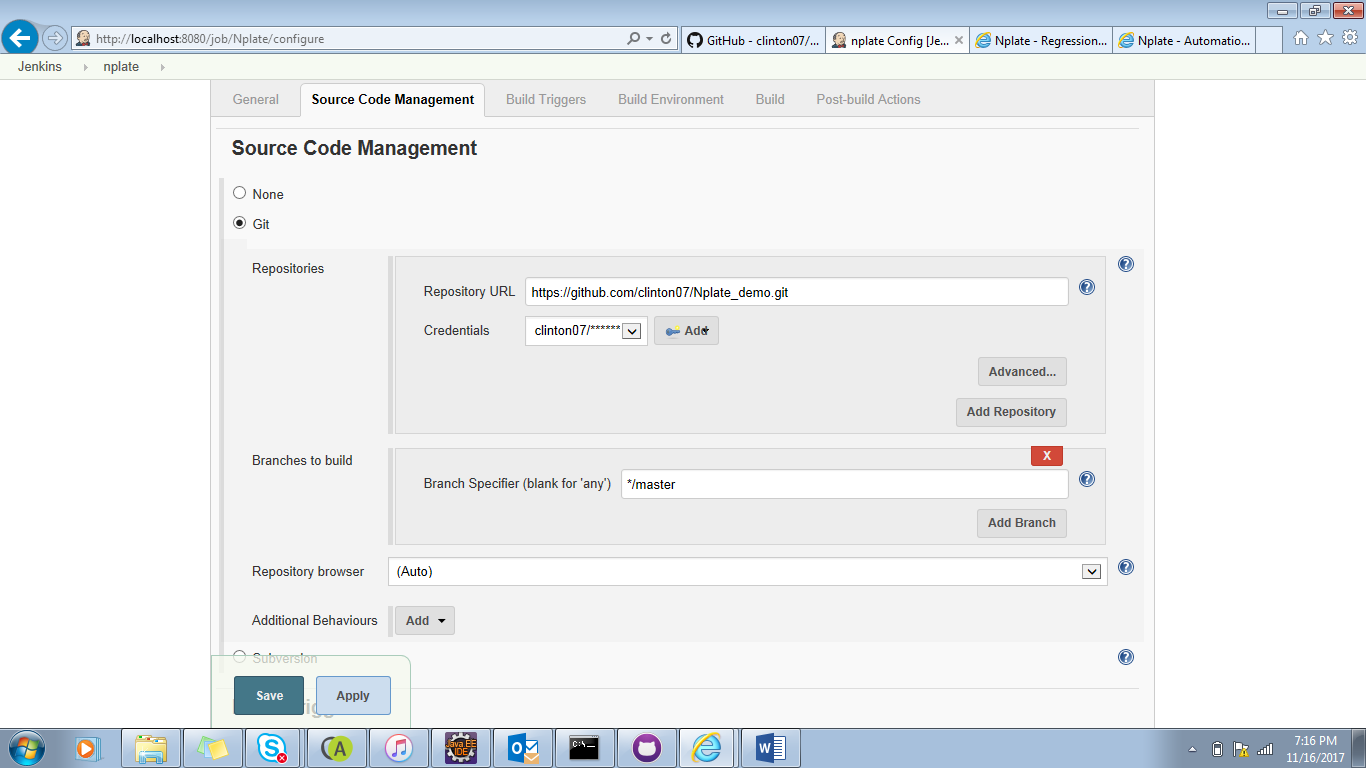 http://localhost:8080/job/Nplate/configure
GitHub - clinton07/...
nplate Config [Je...
Nplate - Regression...
Nplate - Automatio...
Jenkins
nplate
General
Source Code Management
Build Triggers
Build Environment
Build
Post-build Actions
Source Code Management
None
Git
Repositories
Repository URL
https://github.com/clinton07/Nplate_demo.git
Credentials
clinton07/******
Add
Advanced...
Add Repository
Branches to build
X
Branch Specifier (blank for 'any')
*/master
Add Branch
Repository browser
(Auto)
Additional Behaviours
Add
Subversion
Save
Apply
Java EE
IDE
C:\_
7:16 PM
11/16/2017